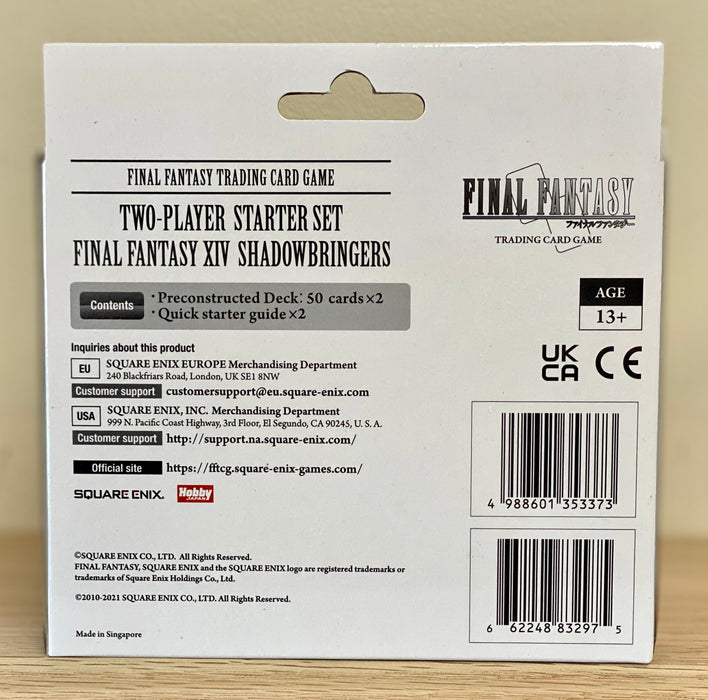 FINAL FANTASY TRADING CARD GAME
TWO-PLAYER STARTER SET
FINAL FANTASY XIV SHADOWBRINGERS
Contents
・Preconstructed Deck: 50 cards×2
・Quick starter guide×2
Inquiries about this product
EU
SQUARE ENIX EUROPE Merchandising Department
240 Blackfriars Road, London, UK SE1 8NW
Customer support customersupport@eu.square-enix.com
USA
SQUARE ENIX, INC. Merchandising Department
999 N. Pacific Coast Highway, 3rd Floor, El Segundo, CA 90245, U. S. A.
Customer support http://support.na.square-enix.com/
Official site https://fftcg.square-enix-games.com/
SQUARE ENIX. Hobby JAPAN
©SQUARE ENIX CO., LTD. All Rights Reserved.
FINAL FANTASY, SQUARE ENIX and the SQUARE ENIX logo are registered trademarks or
trademarks of Square Enix Holdings Co., Ltd.
©2010-2021 SQUARE ENIX CO., LTD. All Rights Reserved.
Made in Singapore
FINAL FANTASY
ファイナルファンタジー
TRADING CARD GAME
AGE
13+
UK
CA
CE
4 988601 353373
6 62248 83297 5